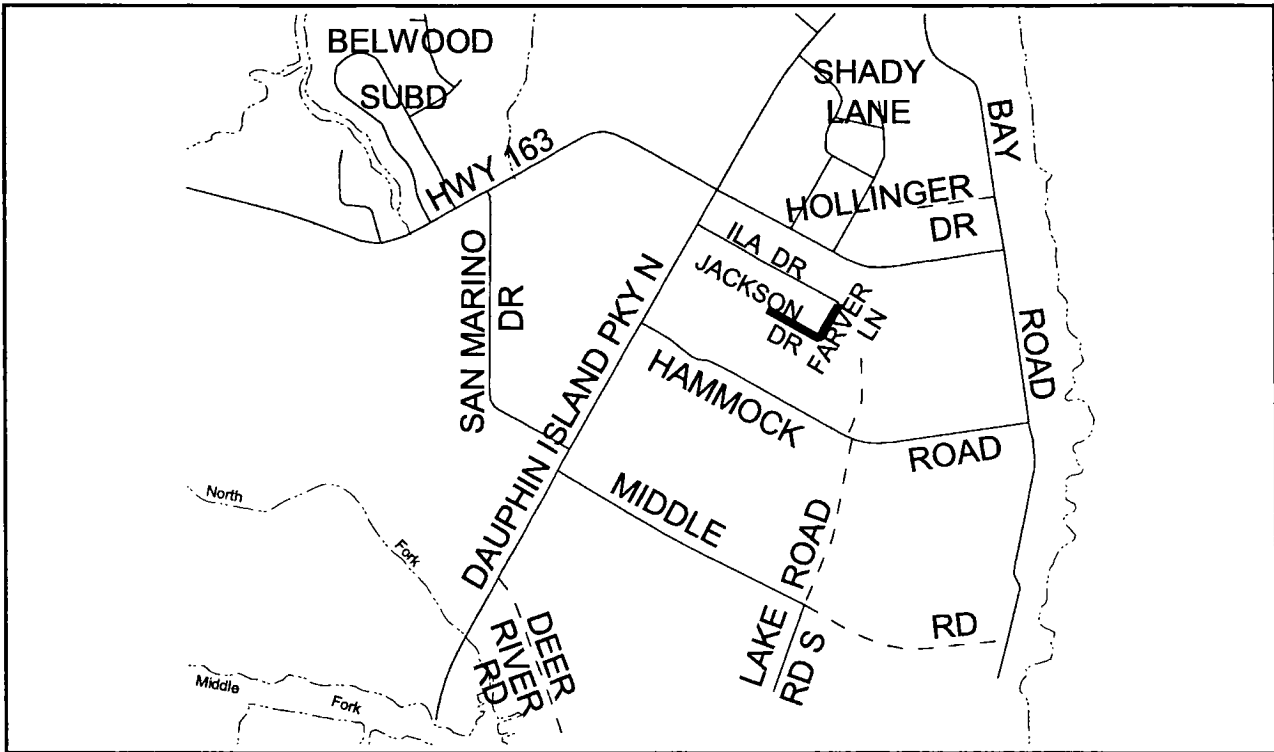 BELWOOD
SUBD
SHADY
LANE
BAY
ROAD
HWY 163
HOLLINGER
DR
SAN MARINO
DR
ILA DR
JACKSON
DR
FARVER
LN
DAUPHIN ISLAND PKY N
HAMMOCK
ROAD
MIDDLE
RD
LAKE
ROAD
LAKE
RD S
North
Fork
DEER
RIVER
RD
Middle
Fork